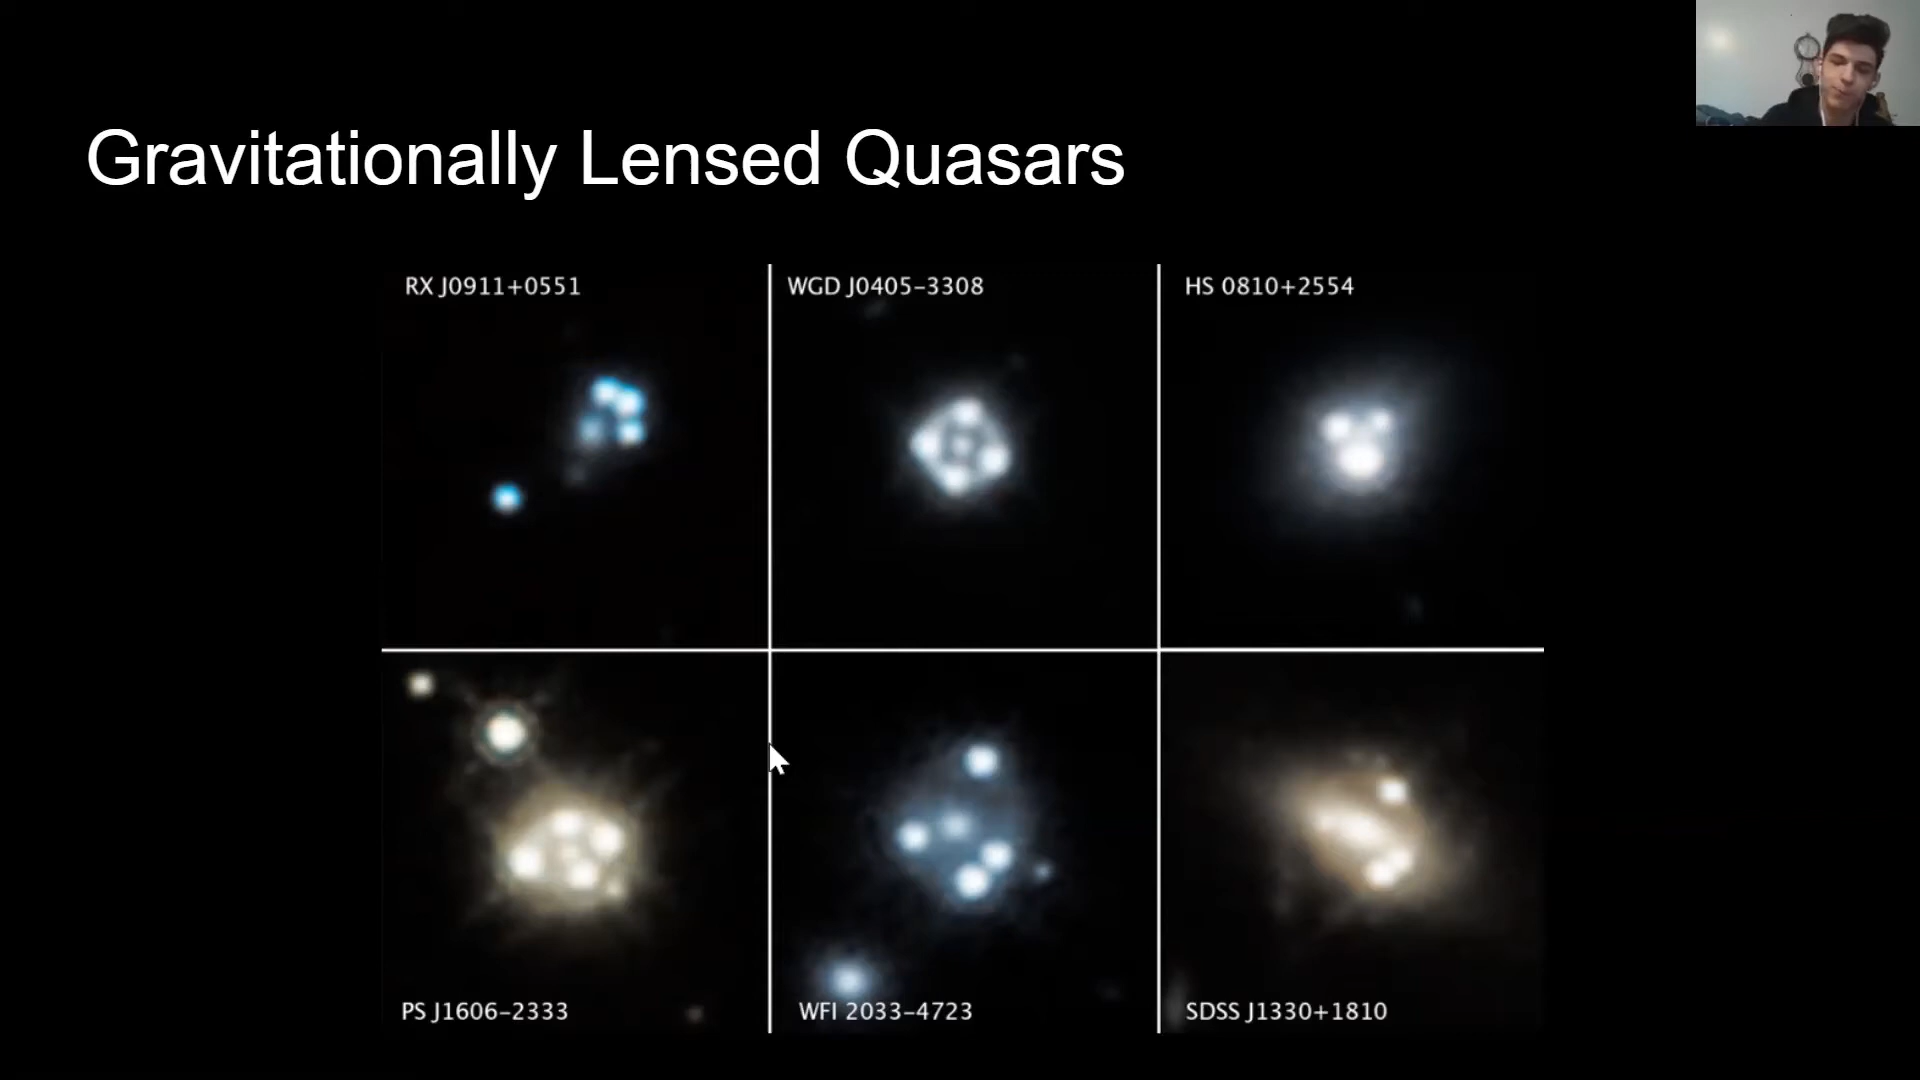 Gravitationally Lensed Quasars
RX J0911+0551
WGD J0405–3308
HS 0810+2554
PS J1606–2333
WFI 2033–4723
SDSS J1330+1810